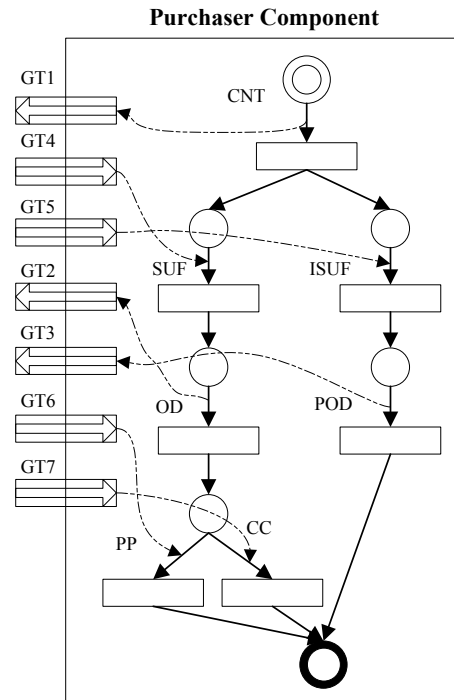 Purchaser Component
GT1
CNT
GT4
GT5
SUF
ISUF
GT2
GT3
OD
POD
GT6
GT7
PP
CC